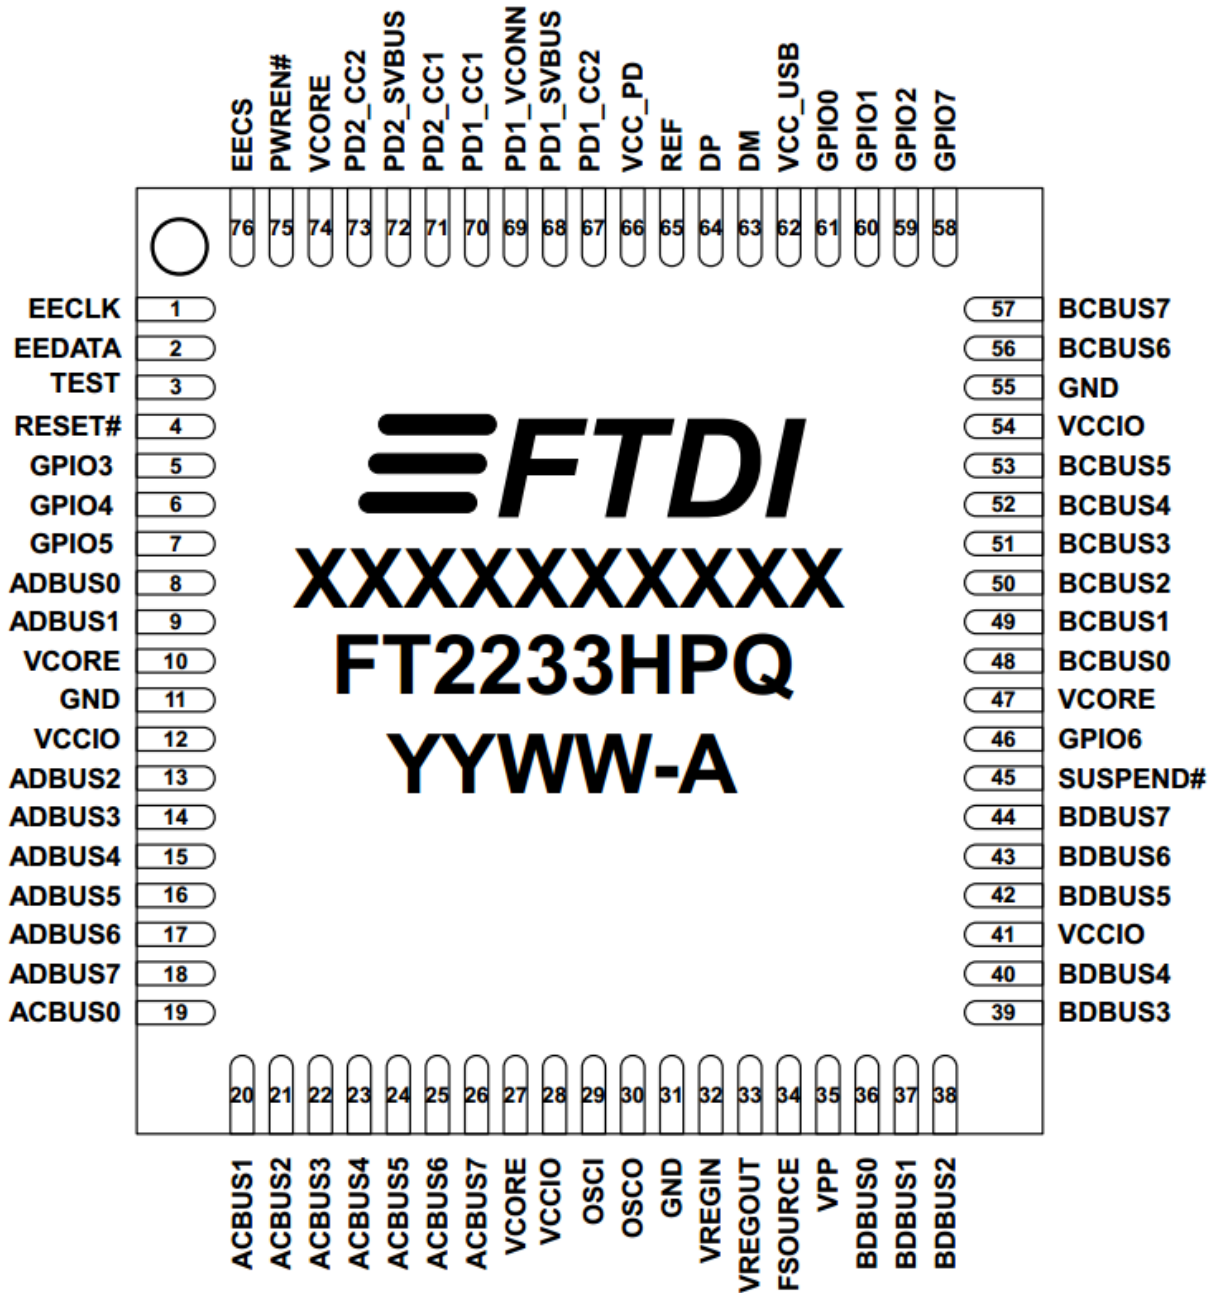 EECS
PWREN#
VCORE
PD2_CC2
PD2_SVBUS
PD2_CC1
PD1_CC1
PD1_VCONN
PD1_SVBUS
PD1_CC2
VCC_PD
REF
DP
DM
VCC_USB
GPIO0
GPIO1
GPIO2
GPIO7
76 75 74 73 72 71 70 69 68 67 66 65 64 63 62 61 60 59 58
EECLK 1
EEDATA 2
TEST 3
RESET# 4
GPIO3 5
GPIO4 6
GPIO5 7
ADBUS0 8
ADBUS1 9
VCORE 10
GND 11
VCCIO 12
ADBUS2 13
ADBUS3 14
ADBUS4 15
ADBUS5 16
ADBUS6 17
ADBUS7 18
ACBUS0 19
FTDI
XXXXXXXXXX
FT2233HPQ
YYWW-A
57 BCBUS7
56 BCBUS6
55 GND
54 VCCIO
53 BCBUS5
52 BCBUS4
51 BCBUS3
50 BCBUS2
49 BCBUS1
48 BCBUS0
47 VCORE
46 GPIO6
45 SUSPEND#
44 BDBUS7
43 BDBUS6
42 BDBUS5
41 VCCIO
40 BDBUS4
39 BDBUS3
20 21 22 23 24 25 26 27 28 29 30 31 32 33 34 35 36 37 38
ACBUS1
ACBUS2
ACBUS3
ACBUS4
ACBUS5
ACBUS6
ACBUS7
VCORE
VCCIO
OSCI
OSCO
GND
VREGIN
VREGOUT
FSOURCE
VPP
BDBUS0
BDBUS1
BDBUS2